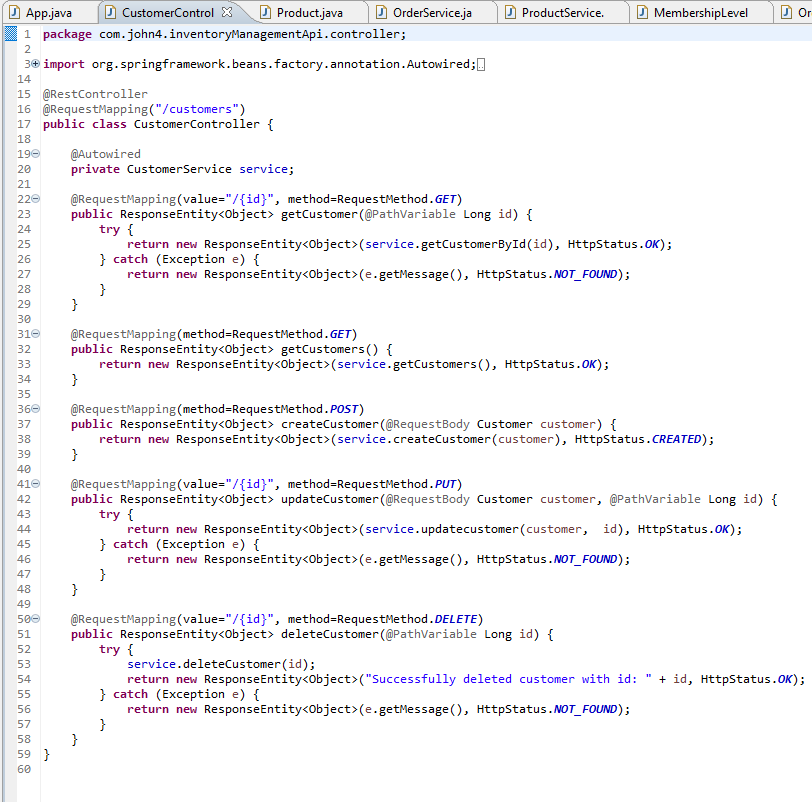 App.java CustomerControl Product.java OrderService.ja ProductService. MembershipLevel Or
1 package com.john4.inventoryManagementApi.controller;
2
3 import org.springframework.beans.factory.annotation.Autowired;
14
15 @RestController
16 @RequestMapping("/customers")
17 public class CustomerController {
18
19 @Autowired
20 private CustomerService service;
21
22 @RequestMapping(value="/{id}", method=RequestMethod.GET)
23 public ResponseEntity<Object> getCustomer(@PathVariable Long id) {
24 try {
25 return new ResponseEntity<Object>(service.getCustomerById(id), HttpStatus.OK);
26 } catch (Exception e) {
27 return new ResponseEntity<Object>(e.getMessage(), HttpStatus.NOT_FOUND);
28 }
29 }
30
31 @RequestMapping(method=RequestMethod.GET)
32 public ResponseEntity<Object> getCustomers() {
33 return new ResponseEntity<Object>(service.getCustomers(), HttpStatus.OK);
34 }
35
36 @RequestMapping(method=RequestMethod.POST)
37 public ResponseEntity<Object> createCustomer(@RequestBody Customer customer) {
38 return new ResponseEntity<Object>(service.createCustomer(customer), HttpStatus.CREATED);
39 }
40
41 @RequestMapping(value="/{id}", method=RequestMethod.PUT)
42 public ResponseEntity<Object> updateCustomer(@RequestBody Customer customer, @PathVariable Long id) {
43 try {
44 return new ResponseEntity<Object>(service.updatecustomer(customer,  id), HttpStatus.OK);
45 } catch (Exception e) {
46 return new ResponseEntity<Object>(e.getMessage(), HttpStatus.NOT_FOUND);
47 }
48 }
49
50 @RequestMapping(value="/{id}", method=RequestMethod.DELETE)
51 public ResponseEntity<Object> deleteCustomer(@PathVariable Long id) {
52 try {
53 service.deleteCustomer(id);
54 return new ResponseEntity<Object>("Successfully deleted customer with id: " + id, HttpStatus.OK);
55 } catch (Exception e) {
56 return new ResponseEntity<Object>(e.getMessage(), HttpStatus.NOT_FOUND);
57 }
58 }
59 }
60